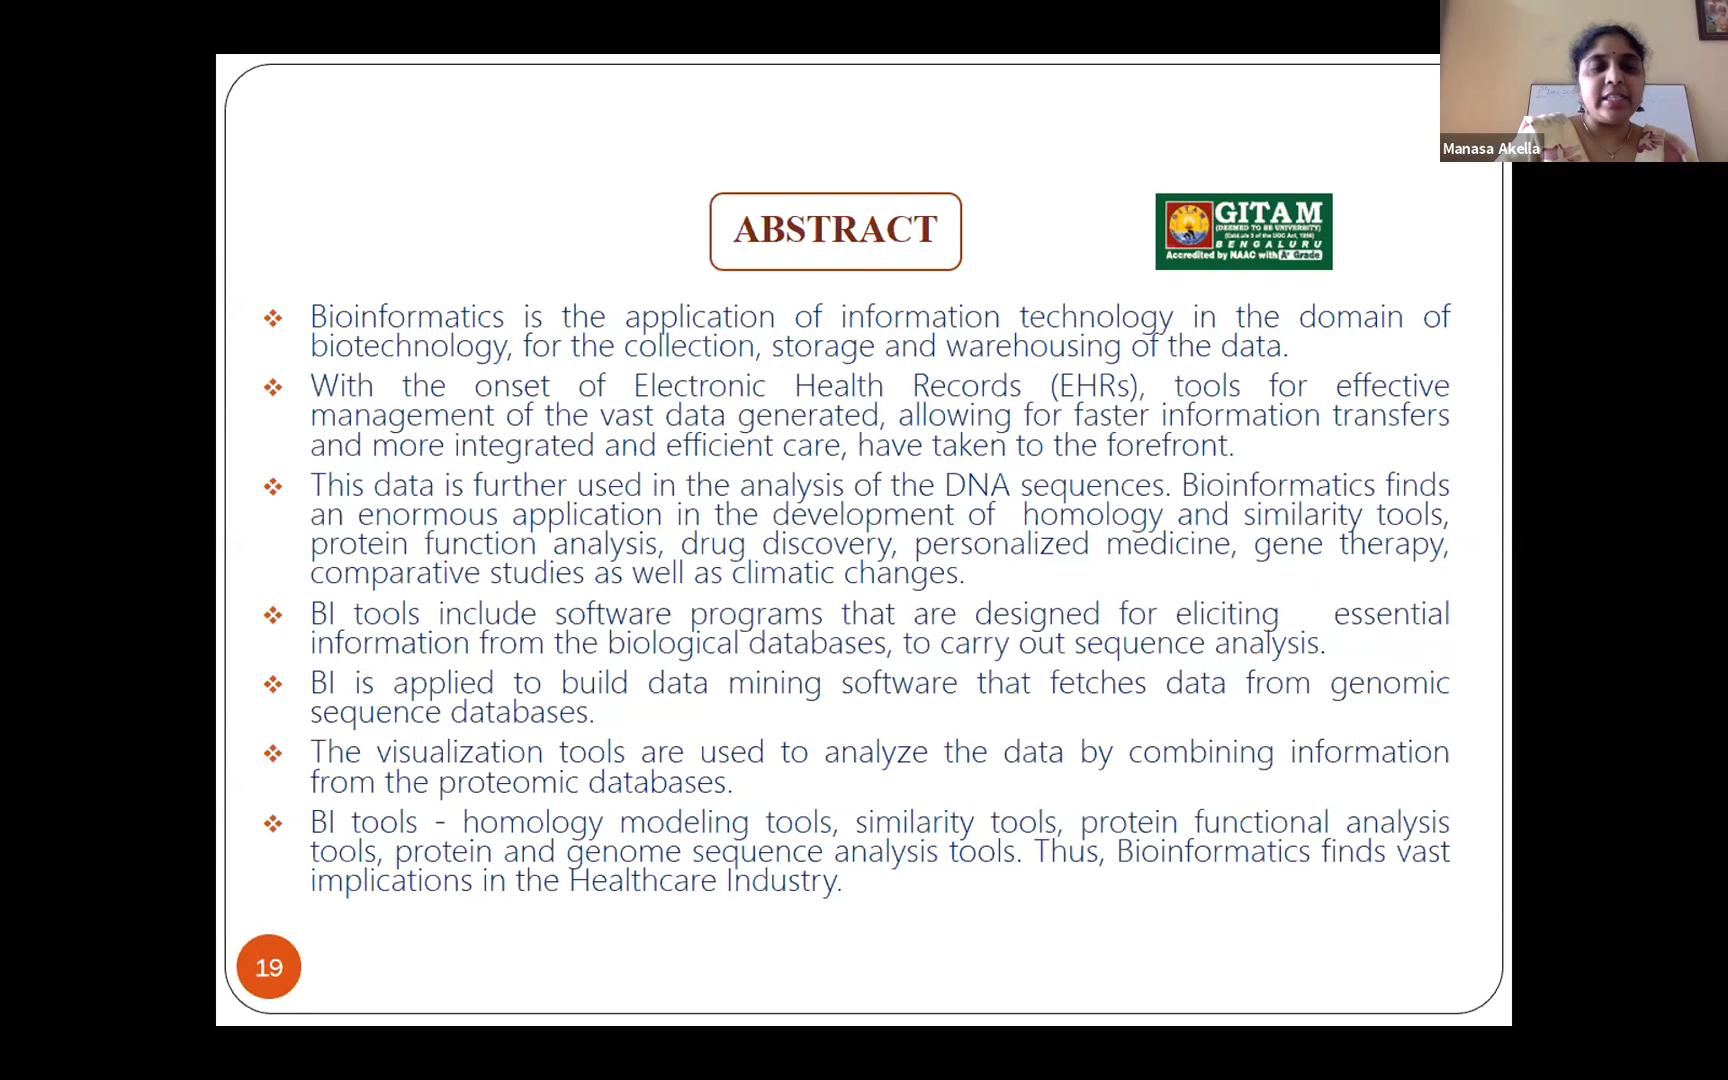 Manasa Akella
ABSTRACT
GITAM
(DEEMED TO BE UNIVERSITY)
(Estd. u/s 3 of the UGC Act, 1956)
BENGALURU
Accredited by NAAC with A+ Grade
Bioinformatics is the application of information technology in the domain of
biotechnology, for the collection, storage and warehousing of the data.
With the onset of Electronic Health Records (EHRs), tools for effective
management of the vast data generated, allowing for faster information transfers
and more integrated and efficient care, have taken to the forefront.
This data is further used in the analysis of the DNA sequences. Bioinformatics finds
an enormous application in the development of homology and similarity tools,
protein function analysis, drug discovery, personalized medicine, gene therapy,
comparative studies as well as climatic changes.
BI tools include software programs that are designed for eliciting essential
information from the biological databases, to carry out sequence analysis.
BI is applied to build data mining software that fetches data from genomic
sequence databases.
The visualization tools are used to analyze the data by combining information
from the proteomic databases.
BI tools - homology modeling tools, similarity tools, protein functional analysis
tools, protein and genome sequence analysis tools. Thus, Bioinformatics finds vast
implications in the Healthcare Industry.
19